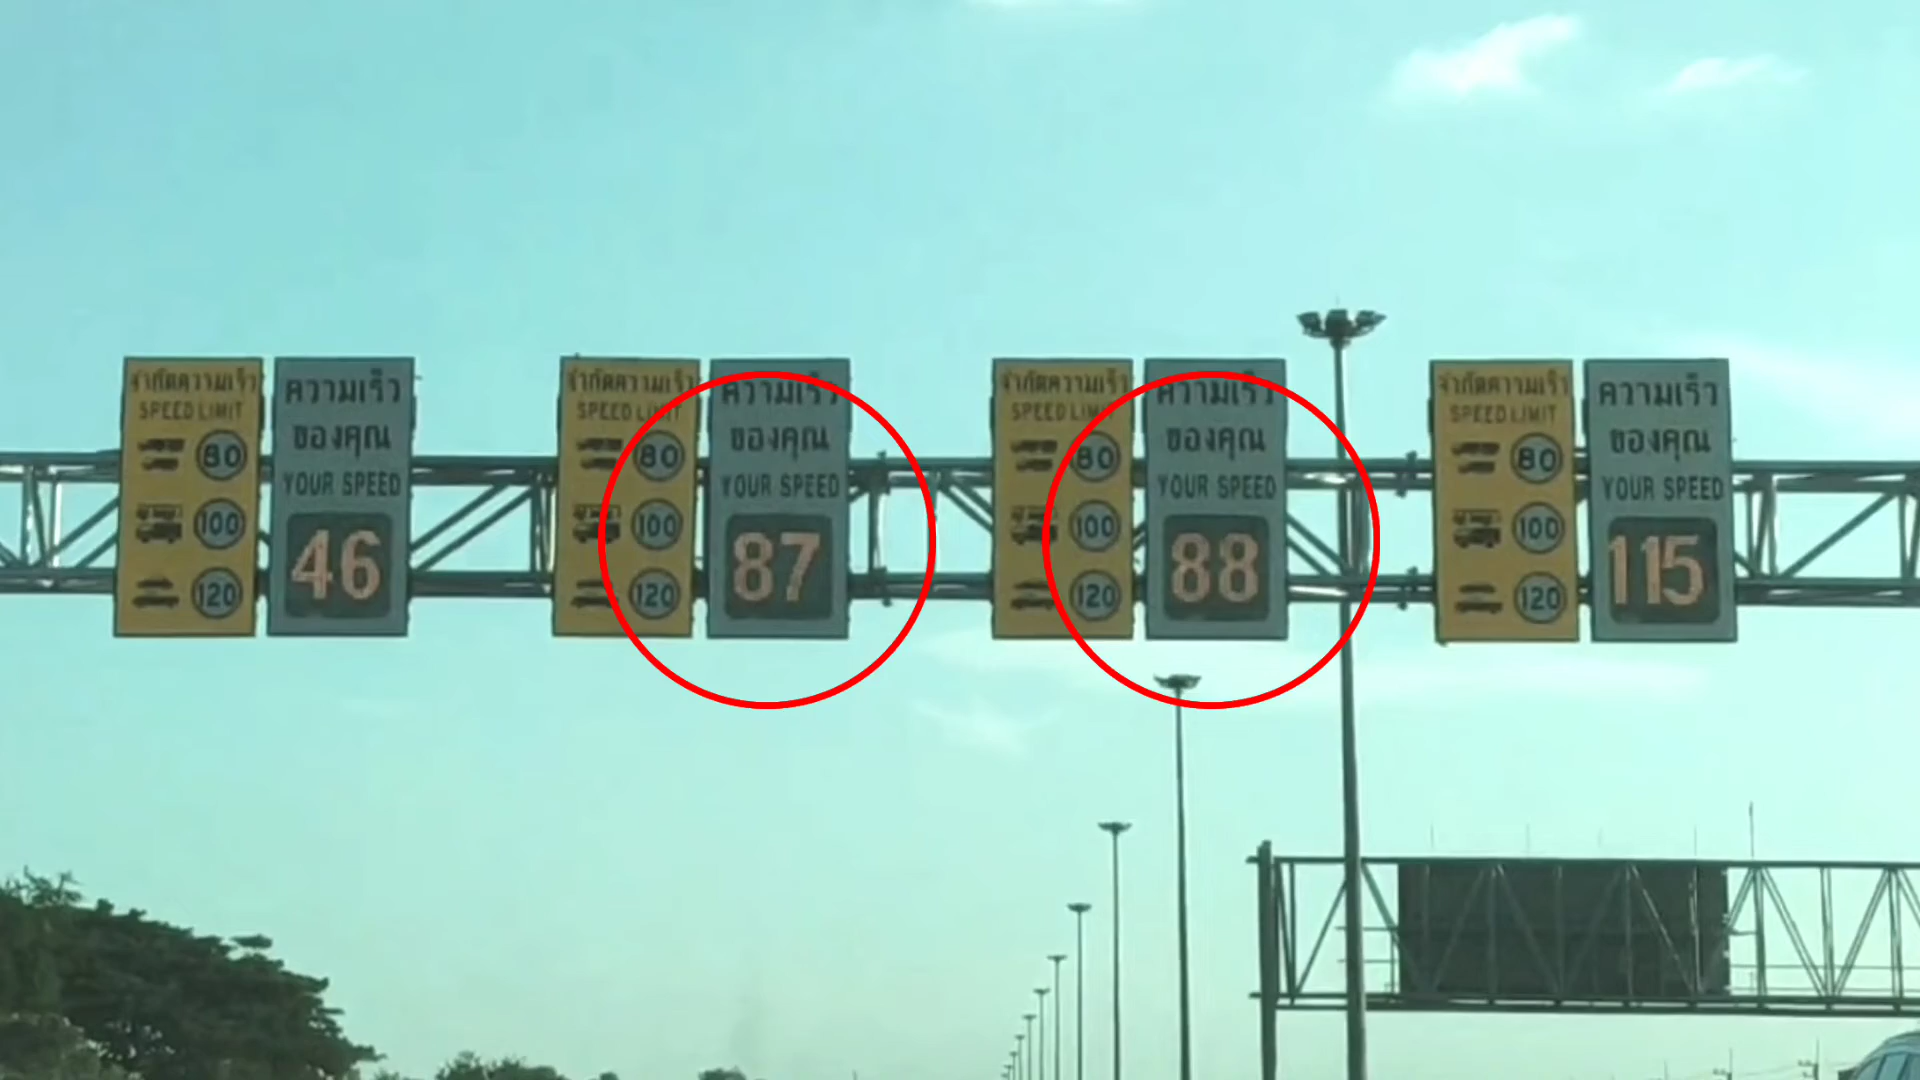 จำกัดความเร็ว
SPEED LIMIT
80
100
120
ความเร็ว
ของคุณ
YOUR SPEED
46
จำกัดความเร็ว
SPEED LIMIT
80
100
120
ความเร็ว
ของคุณ
YOUR SPEED
87
จำกัดความเร็ว
SPEED LIMIT
80
100
120
ความเร็ว
ของคุณ
YOUR SPEED
88
จำกัดความเร็ว
SPEED LIMIT
80
100
120
ความเร็ว
ของคุณ
YOUR SPEED
115